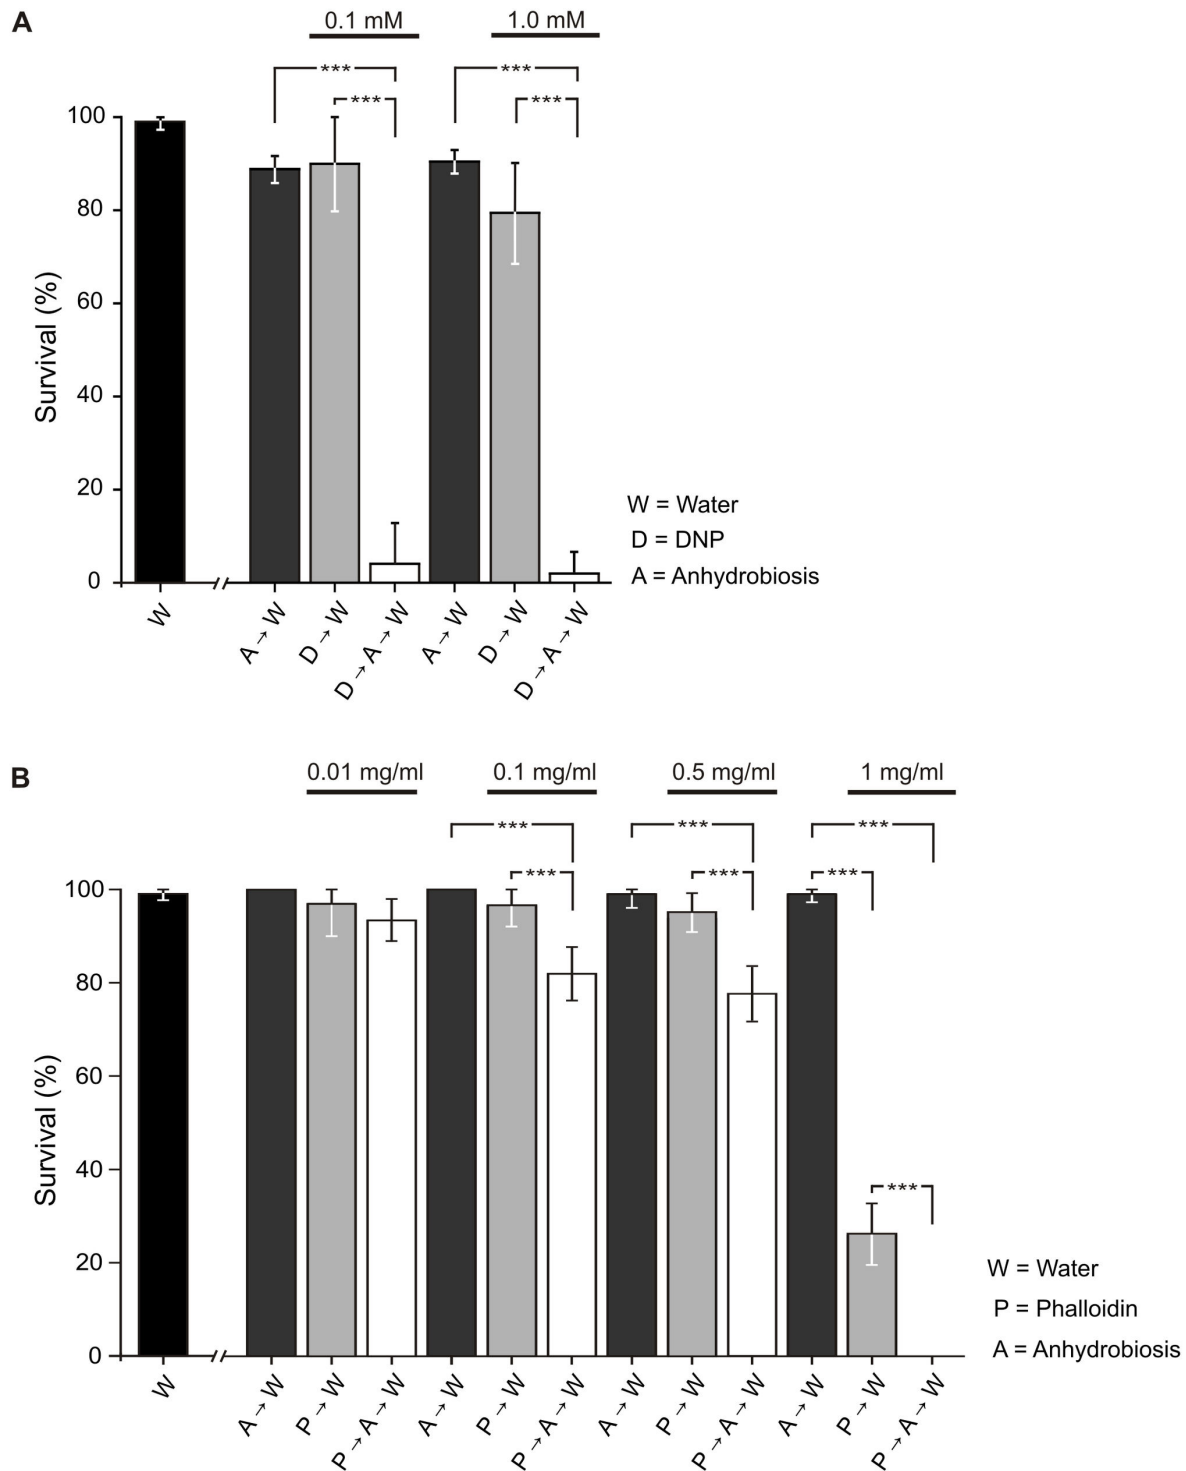 A
0.1 mM
1.0 mM
*** ***
*** ***
100
80
60
40
20
0
Survival (%)
W = Water
D = DNP
A = Anhydrobiosis
W
A→W
D→W
D→A→W
A→W
D→W
D→A→W
B
0.01 mg/ml
0.1 mg/ml
0.5 mg/ml
1 mg/ml
*** *** ***
*** *** ***
100
80
60
40
20
0
Survival (%)
***
W = Water
P = Phalloidin
A = Anhydrobiosis
W
A→W
P→W
P→A→W
A→W
P→W
P→A→W
A→W
P→W
P→A→W
A→W
P→W
P→A→W